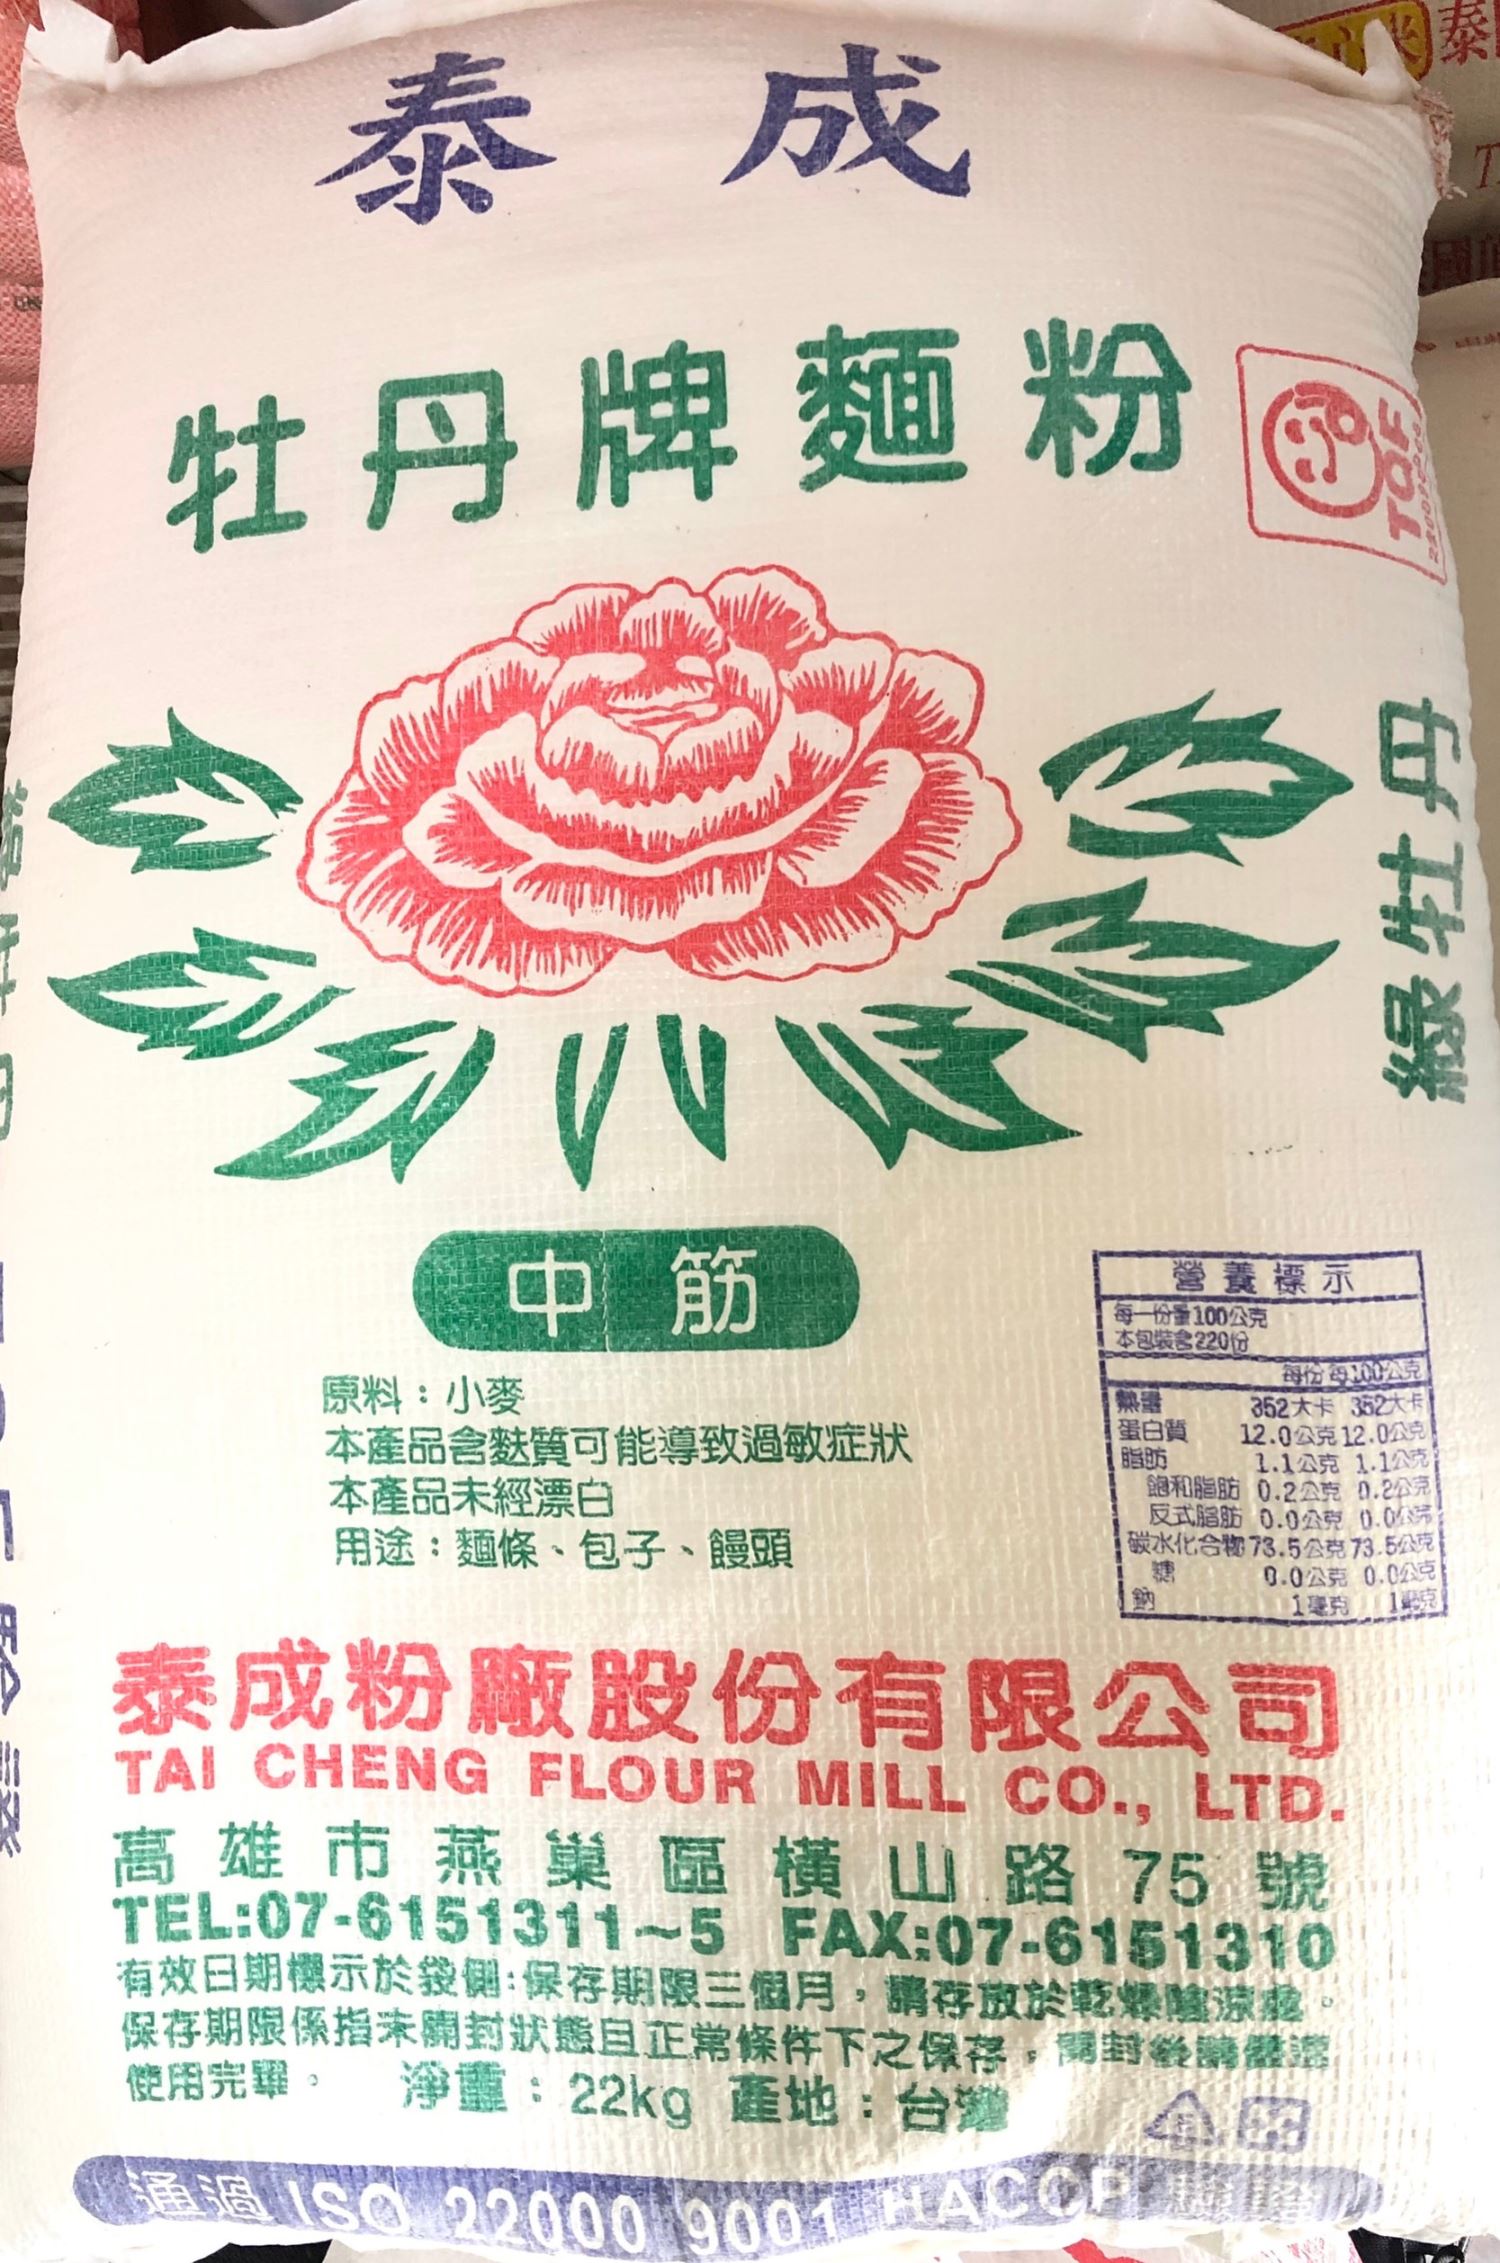 泰成
牡丹牌麵粉
TQF
綠牡丹
中筋
原料：小麥
本產品含麩質可能導致過敏症狀
本產品未經漂白
用途：麵條、包子、饅頭
營養標示
每一份量100公克
本包裝含220份
每份 每100公克
熱量 352大卡 352大卡
蛋白質 12.0公克 12.0公克
脂肪 1.1公克 1.1公克
飽和脂肪 0.2公克 0.2公克
反式脂肪 0.0公克 0.0公克
碳水化合物 73.5公克 73.5公克
糖 0.0公克 0.0公克
鈉 1毫克 1毫克
泰成粉廠股份有限公司
TAI CHENG FLOUR MILL CO., LTD.
高雄市燕巢區橫山路75號
TEL:07-6151311~5 FAX:07-6151310
有效日期標示於袋側:保存期限三個月，請存放於乾燥陰涼處。
保存期限係指未開封狀態且正常條件下之保存，開封後請儘速
使用完畢。 淨重：22kg 產地：台灣
通過 ISO 22000 9001 HACCP
泰